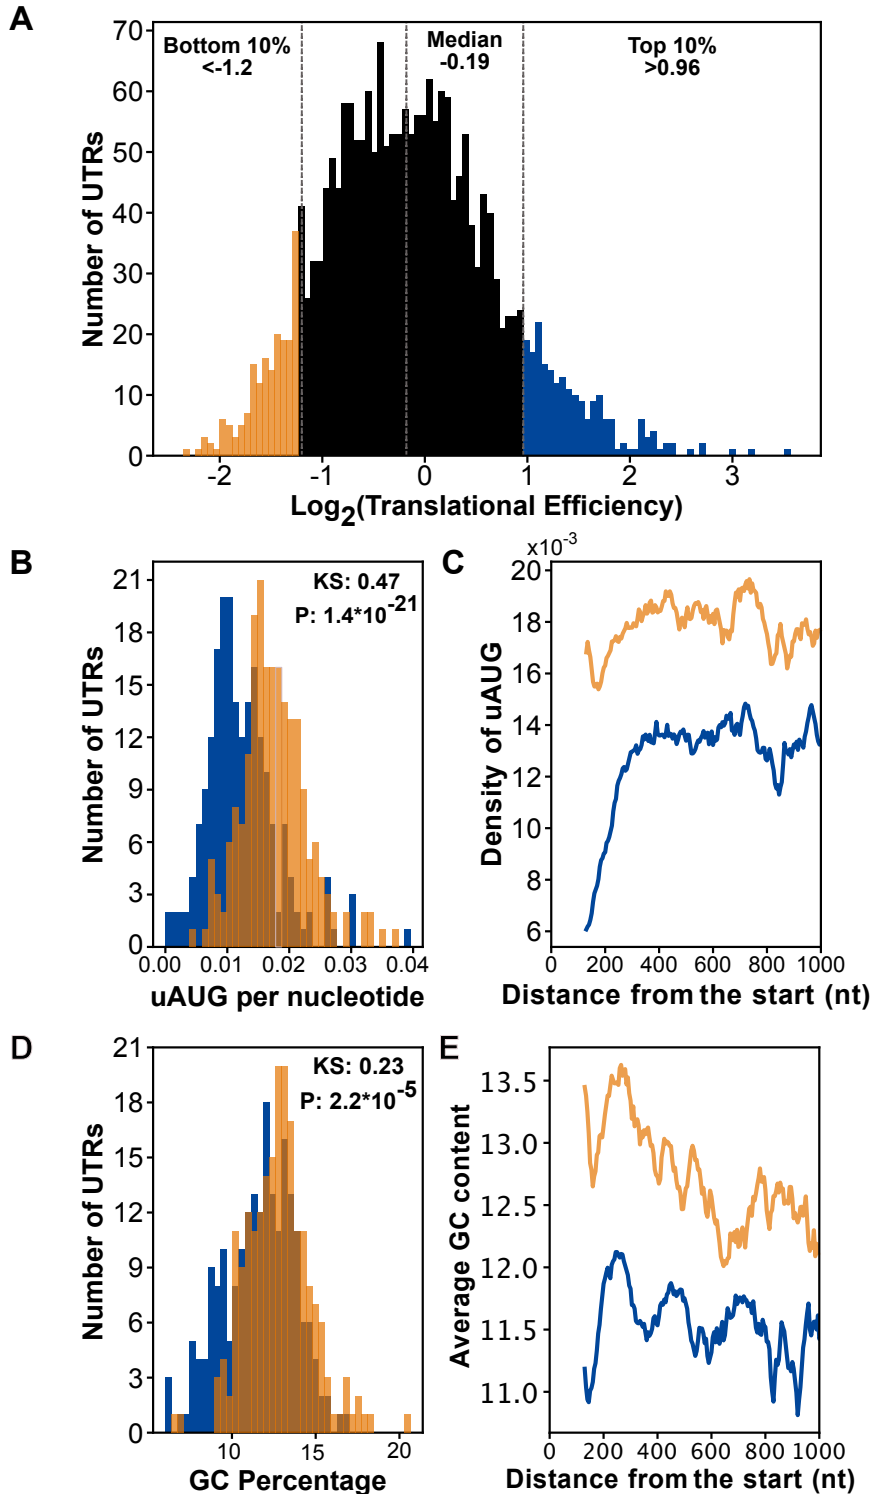 A
Bottom 10%
<-1.2
Median
-0.19
Top 10%
>0.96
Number of UTRs
70
60
50
40
30
20
10
0
-2
-1
0
1
2
3
Log2(Translational Efficiency)
B
KS: 0.47
P: 1.4*10-21
Number of UTRs
21
18
15
12
9
6
3
0
0.00
0.01
0.02
0.03
0.04
uAUG per nucleotide
C
x10-3
Density of uAUG
20
18
16
14
12
10
8
6
0
200
400
600
800
1000
Distance from the start (nt)
D
KS: 0.23
P: 2.2*10-5
Number of UTRs
21
18
15
12
9
6
3
0
10
15
20
GC Percentage
E
Average GC content
13.5
13.0
12.5
12.0
11.5
11.0
0
200
400
600
800
1000
Distance from the start (nt)